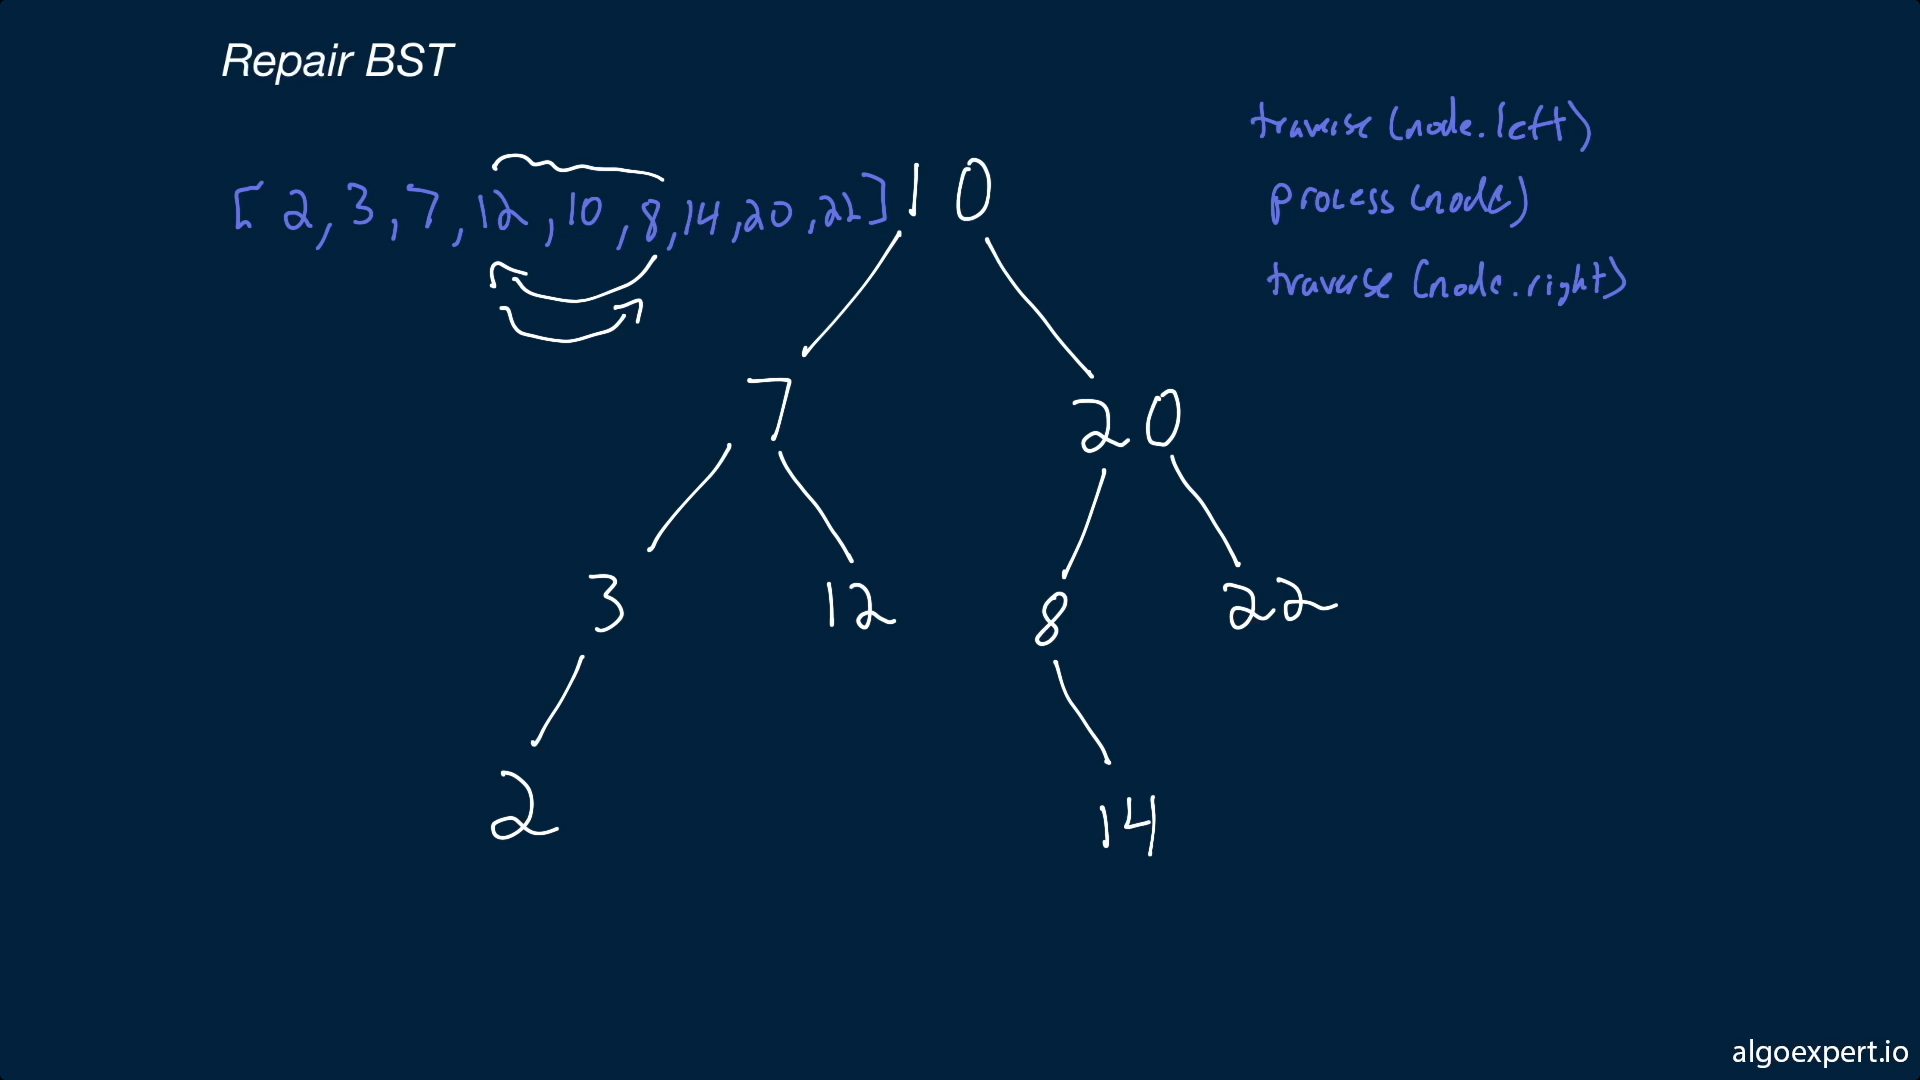 Repair BST
traverse (node.left)
[2, 3, 7, 12, 10, 8, 14, 20, 22]
10
process (node)
traverse (node.right)
7
20
3
12
8
22
2
14
algoexpert.io